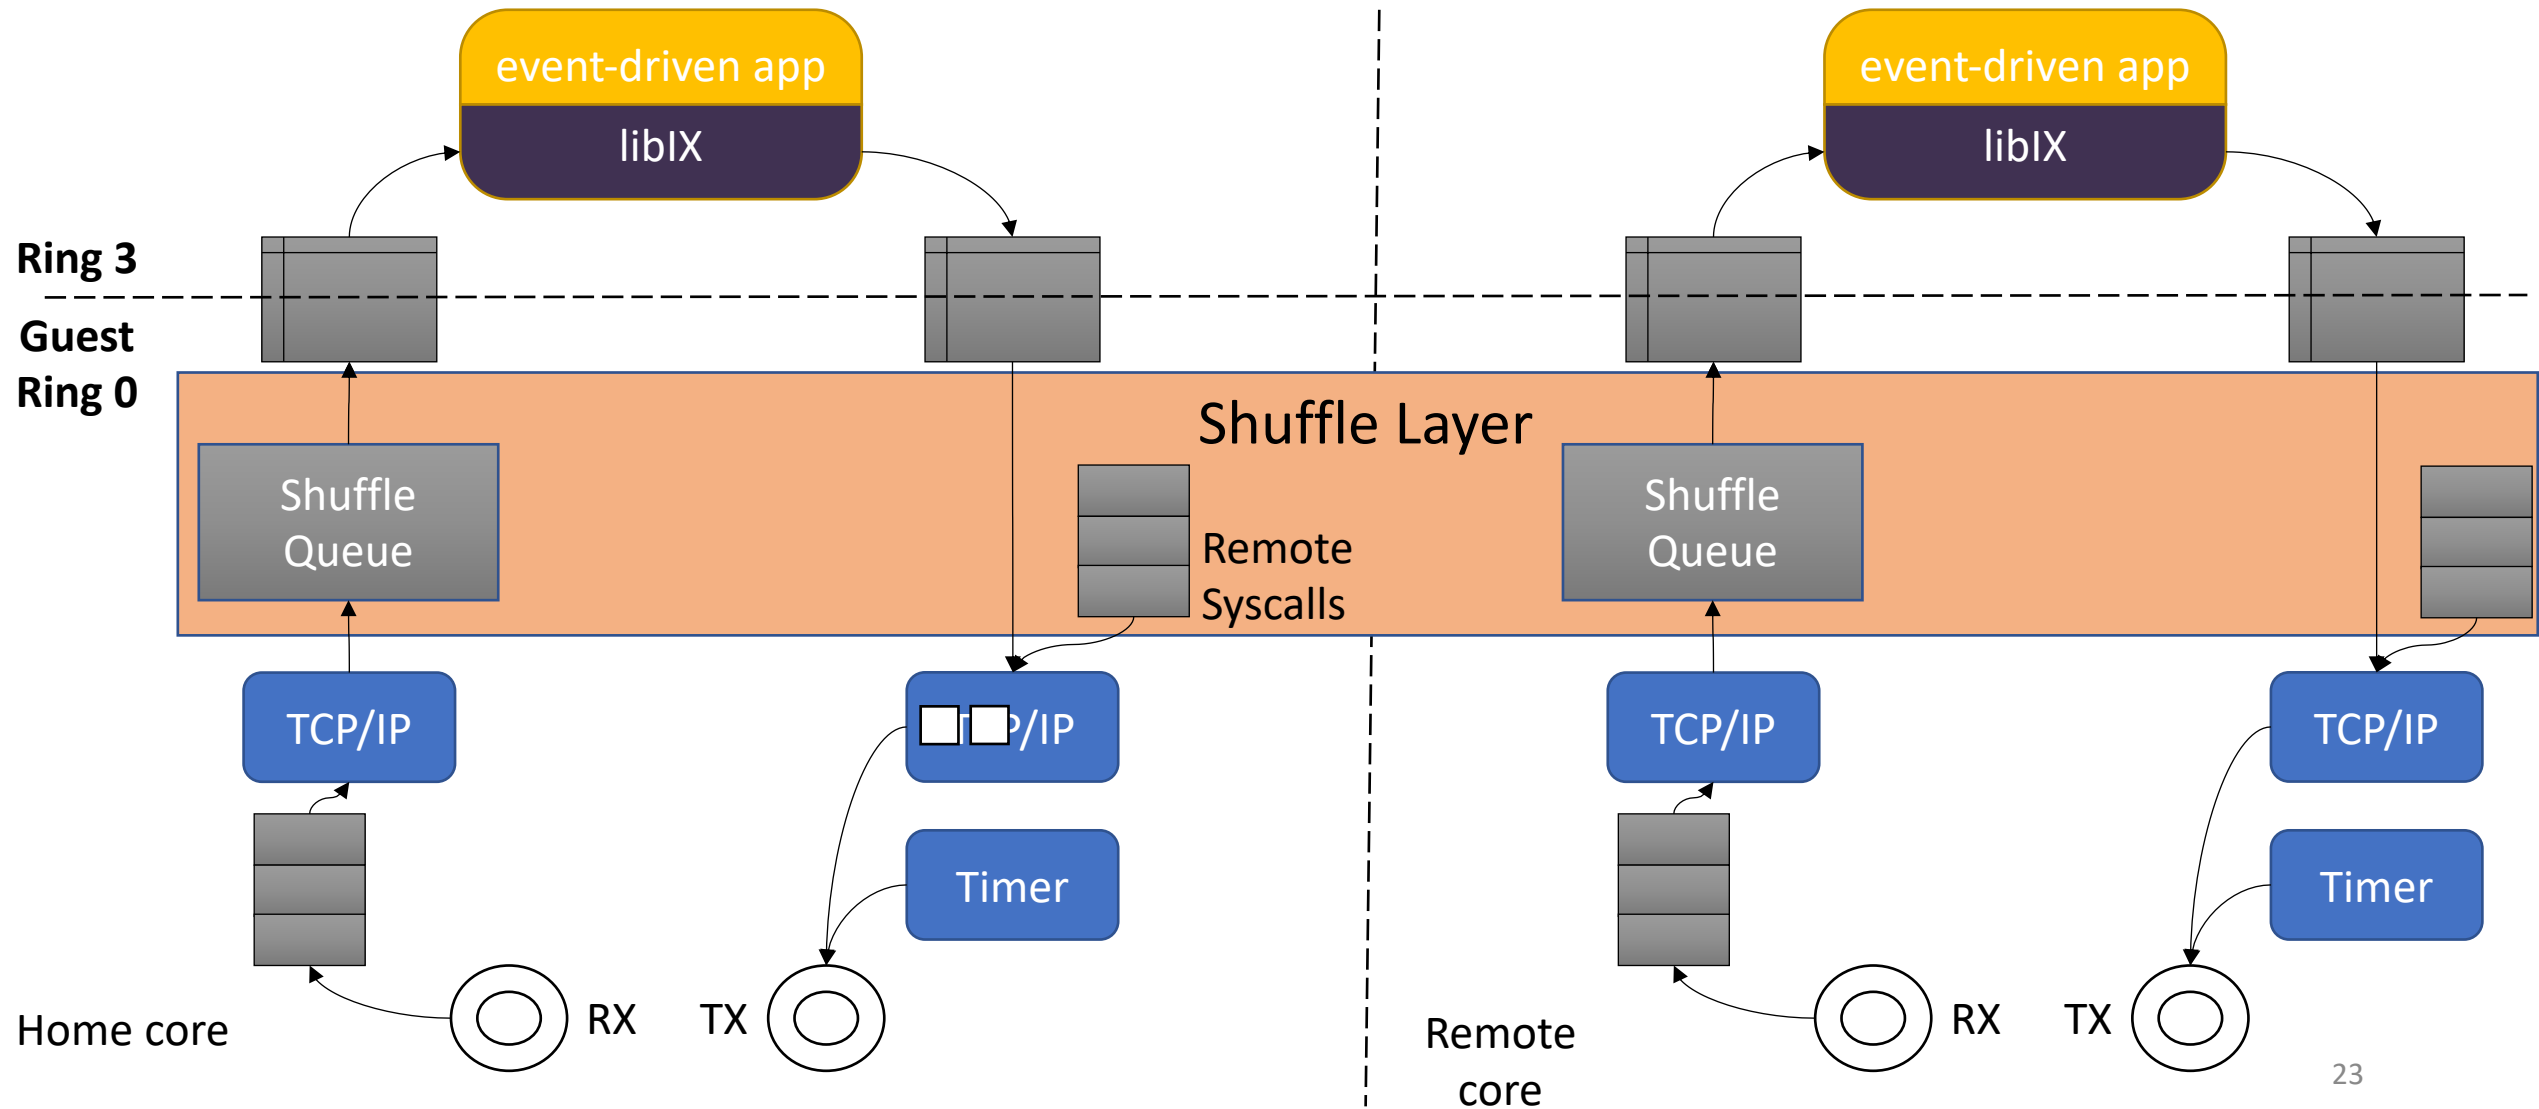 event-driven app
libIX
event-driven app
libIX
Ring 3
Guest
Ring 0
Shuffle Layer
Shuffle
Queue
Remote
Syscalls
Shuffle
Queue
TCP/IP
P/IP
TCP/IP
TCP/IP
Timer
Timer
Home core
RX
TX
Remote
core
RX
TX
23